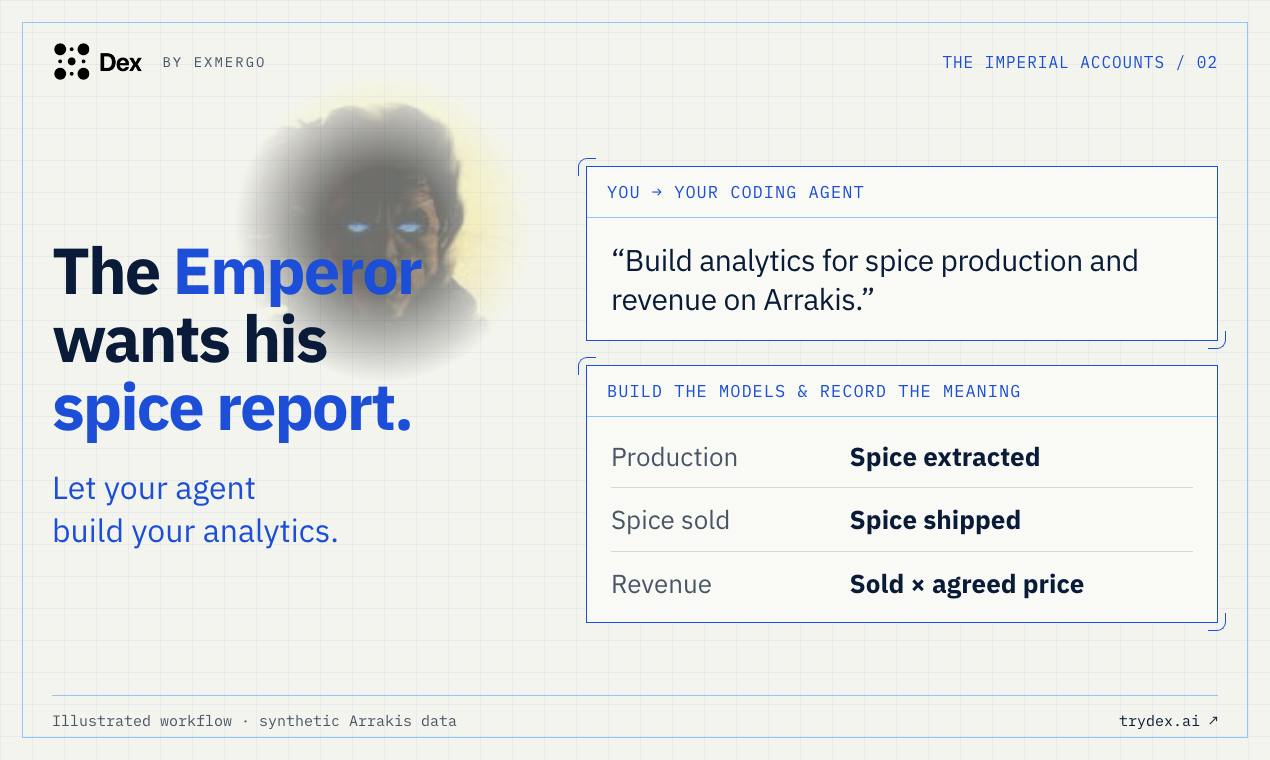 Dex BY EXMERGO
THE IMPERIAL ACCOUNTS / 02
The Emperor
wants his
spice report.
Let your agent
build your analytics.
YOU → YOUR CODING AGENT
“Build analytics for spice production and
revenue on Arrakis.”
BUILD THE MODELS & RECORD THE MEANING
Production Spice extracted
Spice sold Spice shipped
Revenue Sold × agreed price
Illustrated workflow · synthetic Arrakis data
trydex.ai ↗